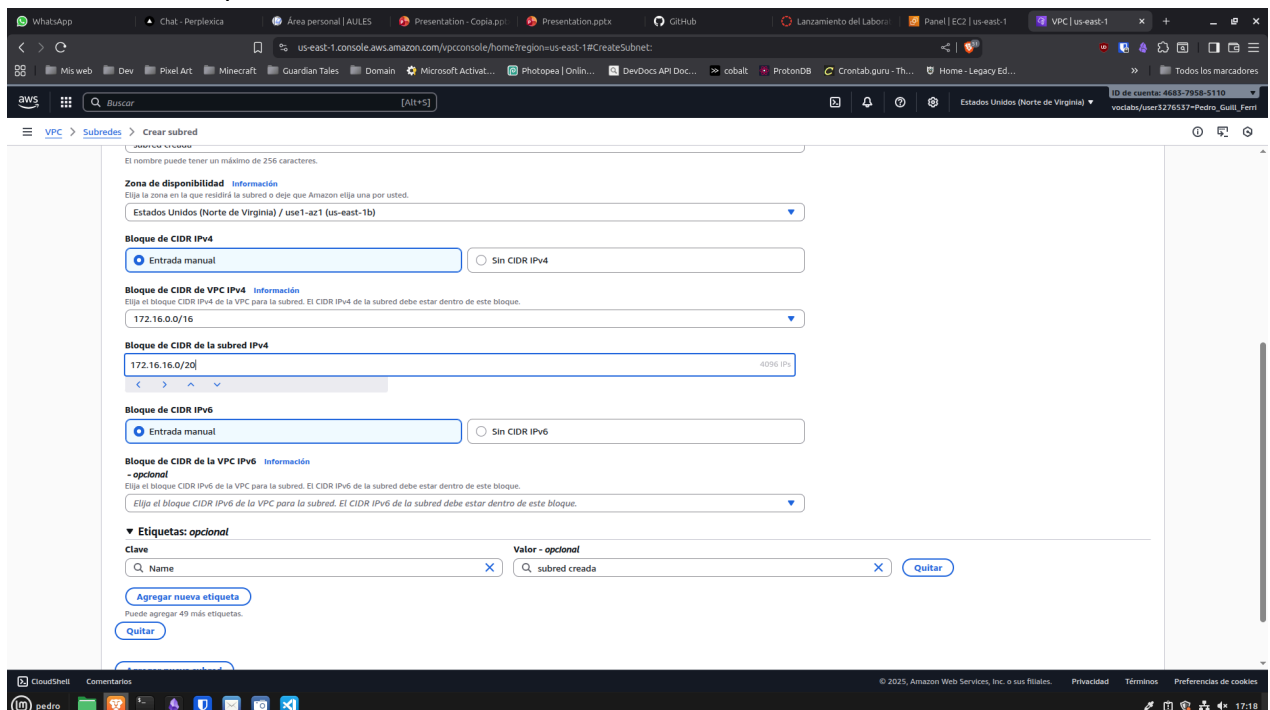 WhatsApp
Chat - Perplexica
Área personal | AULES
Presentation - Copia.pp
Presentation.pptx
GitHub
Lanzamiento del Labora
Panel | EC2 | us-east-1
VPC | us-east-1
us-east-1.console.aws.amazon.com/vpcconsole/home?region=us-east-1#CreateSubnet:
Mis web
Dev
Pixel Art
Minecraft
Guardian Tales
Domain
Microsoft Activat...
Photopea | Onlin...
DevDocs API Doc...
cobalt
ProtonDB
Crontab.guru - Th...
Home - Legacy Ed...
Todos los marcadores
aws
Buscar
[Alt+S]
Estados Unidos (Norte de Virginia)
ID de cuenta: 4683-7958-5110
voclabs/user3276537=Pedro_Guill_Ferri
VPC > Subredes > Crear subred
subred creada
El nombre puede tener un máximo de 256 caracteres.
Zona de disponibilidad Información
Elija la zona en la que residirá la subred o deje que Amazon elija una por usted.
Estados Unidos (Norte de Virginia) / use1-az1 (us-east-1b)
Bloque de CIDR IPv4
Entrada manual
Sin CIDR IPv4
Bloque de CIDR de VPC IPv4 Información
Elija el bloque CIDR IPv4 de la VPC para la subred. El CIDR IPv4 de la subred debe estar dentro de este bloque.
172.16.0.0/16
Bloque de CIDR de la subred IPv4
172.16.16.0/20
4096 IPs
Bloque de CIDR IPv6
Entrada manual
Sin CIDR IPv6
Bloque de CIDR de la VPC IPv6 Información
- opcional
Elija el bloque CIDR IPv6 de la VPC para la subred. El CIDR IPv6 de la subred debe estar dentro de este bloque.
Elija el bloque CIDR IPv6 de la VPC para la subred. El CIDR IPv6 de la subred debe estar dentro de este bloque.
Etiquetas: opcional
Clave
Valor - opcional
Name
subred creada
Quitar
Agregar nueva etiqueta
Puede agregar 49 más etiquetas.
Quitar
Agregar nueva subred
CloudShell
Comentarios
© 2025, Amazon Web Services, Inc. o sus filiales.
Privacidad
Términos
Preferencias de cookies
pedro
17:18